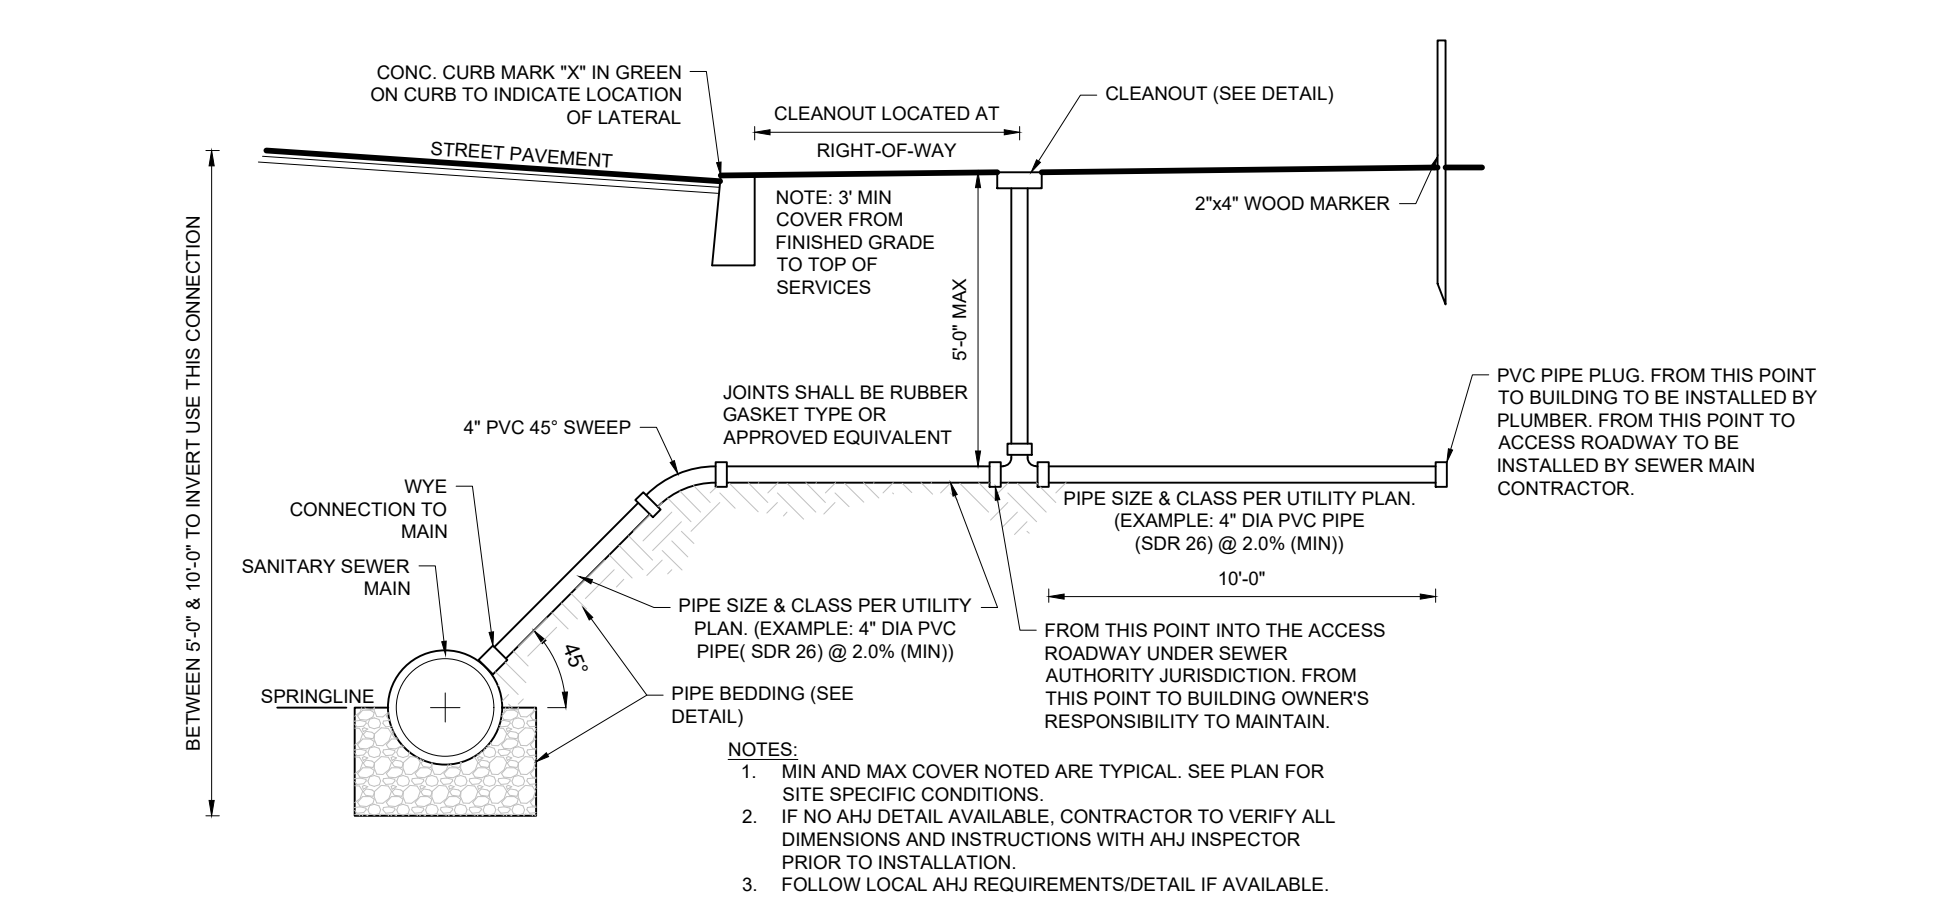 CONC. CURB MARK "X" IN GREEN
ON CURB TO INDICATE LOCATION
OF LATERAL
CLEANOUT LOCATED AT
RIGHT-OF-WAY
CLEANOUT (SEE DETAIL)
STREET PAVEMENT
NOTE: 3' MIN
COVER FROM
FINISHED GRADE
TO TOP OF
SERVICES
2"x4" WOOD MARKER
BETWEEN 5'-0" & 10'-0" TO INVERT USE THIS CONNECTION
5'-0" MAX
JOINTS SHALL BE RUBBER
GASKET TYPE OR
APPROVED EQUIVALENT
4" PVC 45° SWEEP
PVC PIPE PLUG. FROM THIS POINT
TO BUILDING TO BE INSTALLED BY
PLUMBER. FROM THIS POINT TO
ACCESS ROADWAY TO BE
INSTALLED BY SEWER MAIN
CONTRACTOR.
WYE
CONNECTION TO
MAIN
SANITARY SEWER
MAIN
PIPE SIZE & CLASS PER UTILITY PLAN.
(EXAMPLE: 4" DIA PVC PIPE
(SDR 26) @ 2.0% (MIN))
10'-0"
PIPE SIZE & CLASS PER UTILITY
PLAN. (EXAMPLE: 4" DIA PVC
PIPE( SDR 26) @ 2.0% (MIN))
FROM THIS POINT INTO THE ACCESS
ROADWAY UNDER SEWER
AUTHORITY JURISDICTION. FROM
THIS POINT TO BUILDING OWNER'S
RESPONSIBILITY TO MAINTAIN.
45°
SPRINGLINE
PIPE BEDDING (SEE
DETAIL)
NOTES:
1. MIN AND MAX COVER NOTED ARE TYPICAL. SEE PLAN FOR
SITE SPECIFIC CONDITIONS.
2. IF NO AHJ DETAIL AVAILABLE, CONTRACTOR TO VERIFY ALL
DIMENSIONS AND INSTRUCTIONS WITH AHJ INSPECTOR
PRIOR TO INSTALLATION.
3. FOLLOW LOCAL AHJ REQUIREMENTS/DETAIL IF AVAILABLE.